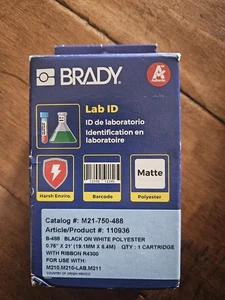 BRADY
Lab ID
ID de laboratorio
Identification en
laboratoire
Matte
Harsh Enviro.
Barcode
Polyester
Catalog #: M21-750-488
Article/Product #: 110936
B-488 BLACK ON WHITE POLYESTER
0.75" X 21' (19.1MM X 6.4M) QTY: 1 CARTRIDGE
WITH RIBBON R4300
FOR USE WITH:
M210,M210-LAB,M211